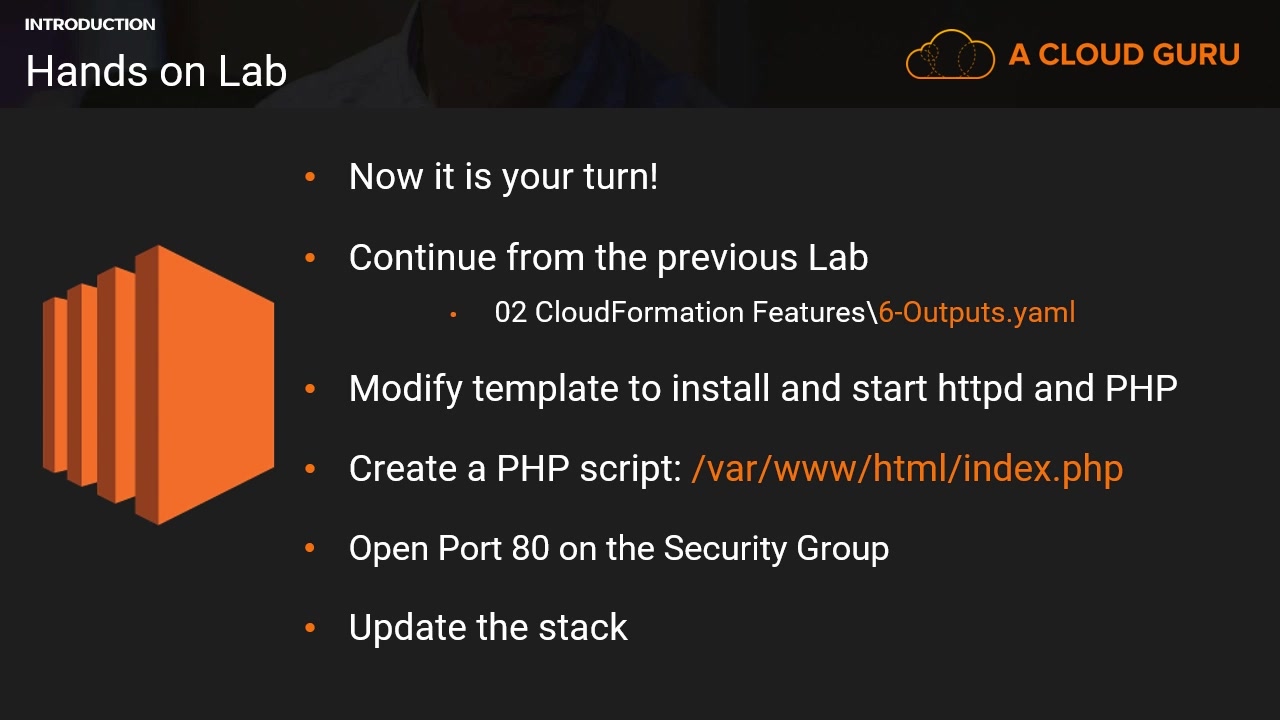 INTRODUCTION
Hands on Lab
A CLOUD GURU
• Now it is your turn!
• Continue from the previous Lab
• 02 CloudFormation Features\6-Outputs.yaml
• Modify template to install and start httpd and PHP
• Create a PHP script: /var/www/html/index.php
• Open Port 80 on the Security Group
• Update the stack